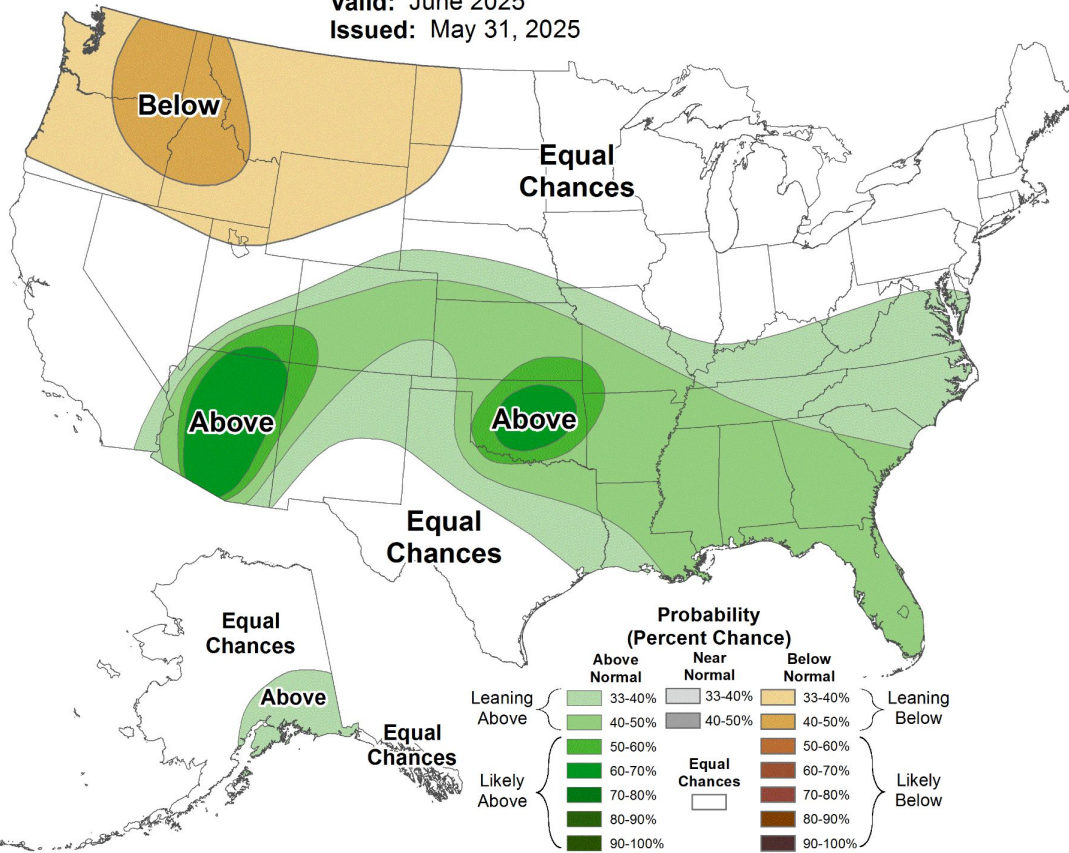 Valid: June 2025
Issued: May 31, 2025
Below
Equal
Chances
Above
Above
Equal
Chances
Equal
Chances
Above
Equal
Chances
Probability
(Percent Chance)
Above
Normal
Near
Normal
Below
Normal
Leaning
Above
33-40%
40-50%
33-40%
40-50%
33-40%
40-50%
Leaning
Below
Likely
Above
50-60%
60-70%
70-80%
80-90%
90-100%
Equal
Chances
50-60%
60-70%
70-80%
80-90%
90-100%
Likely
Below